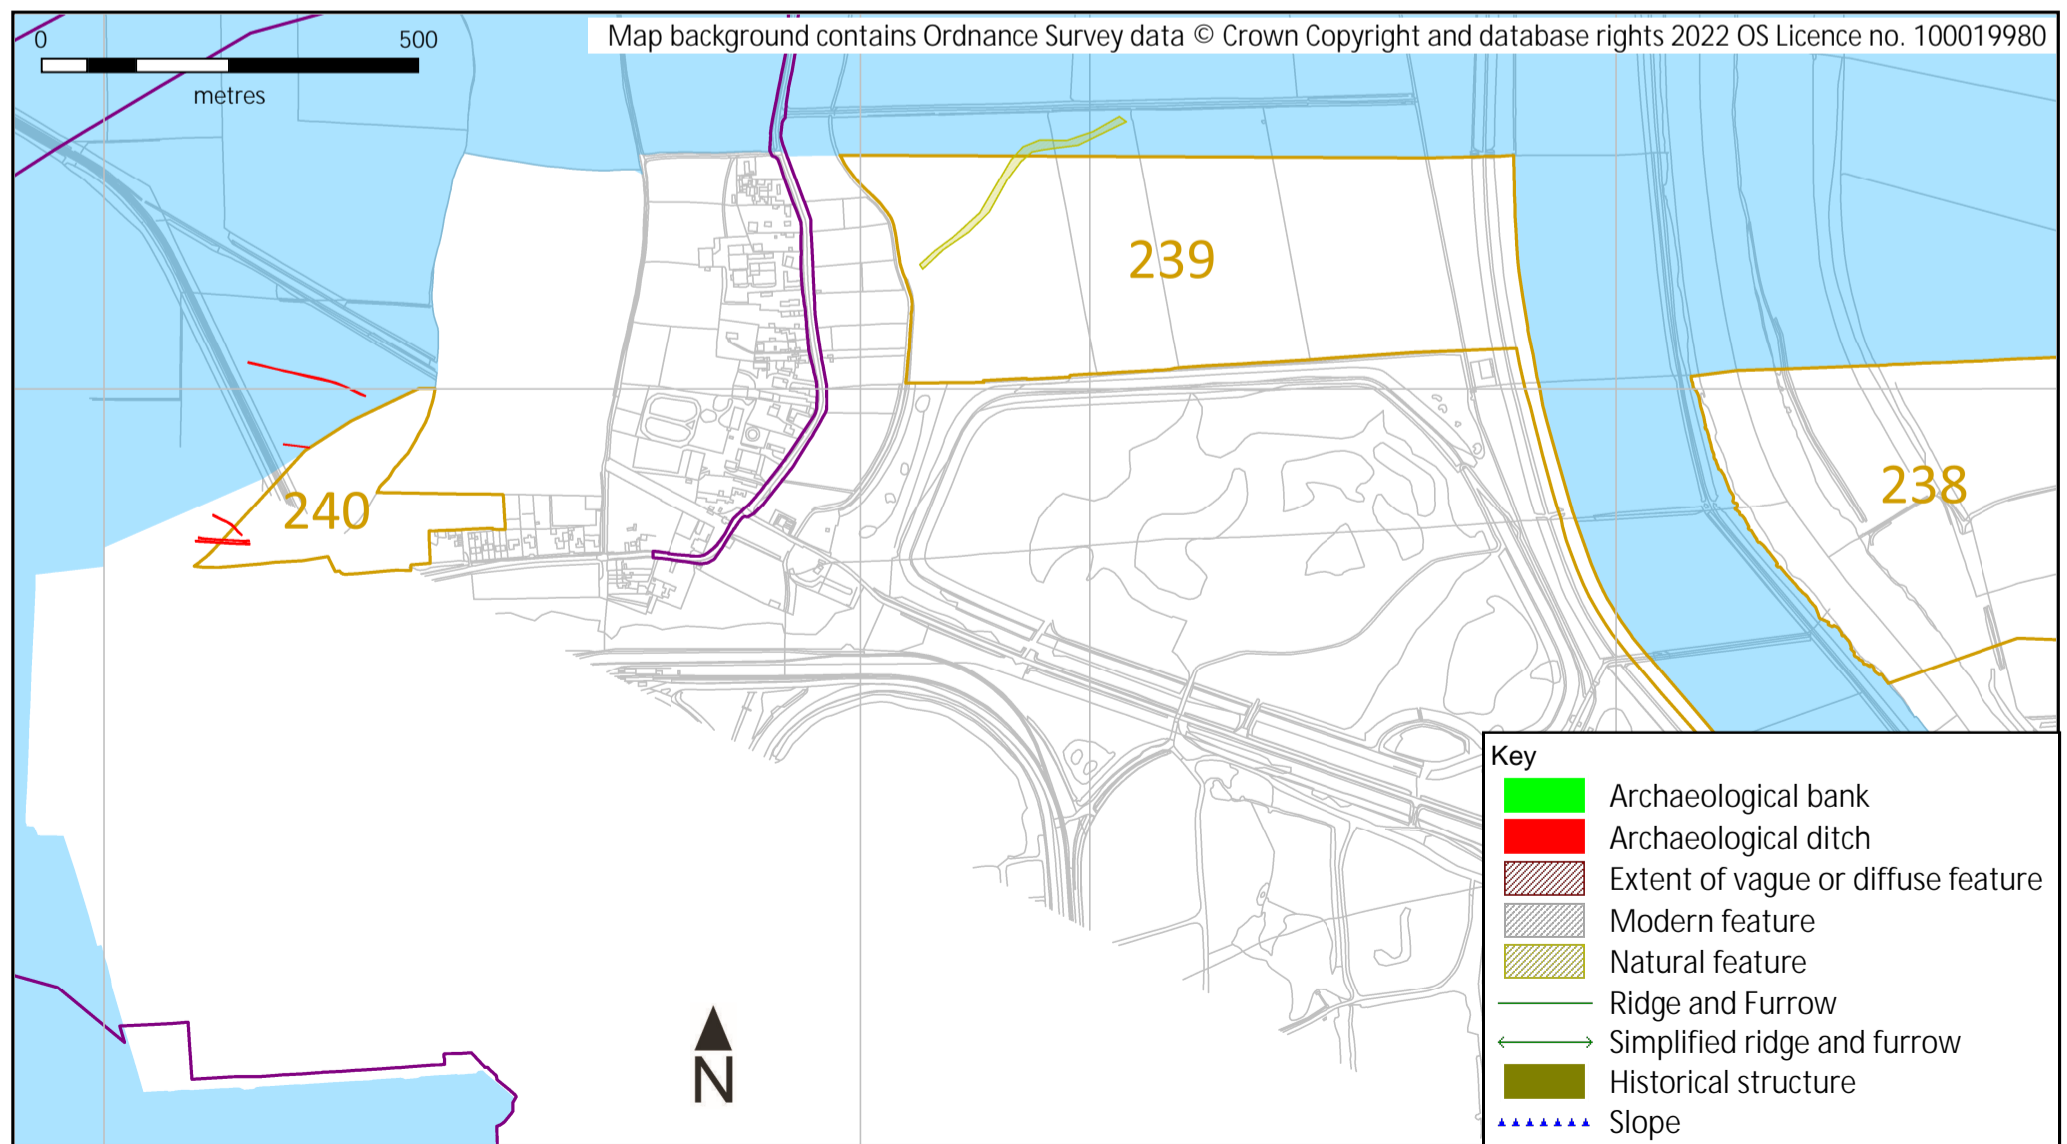 Map background contains Ordnance Survey data © Crown Copyright and database rights 2022 OS Licence no. 100019980
0 500
metres
239
238
240
N
Key
Archaeological bank
Archaeological ditch
Extent of vague or diffuse feature
Modern feature
Natural feature
Ridge and Furrow
Simplified ridge and furrow
Historical structure
Slope